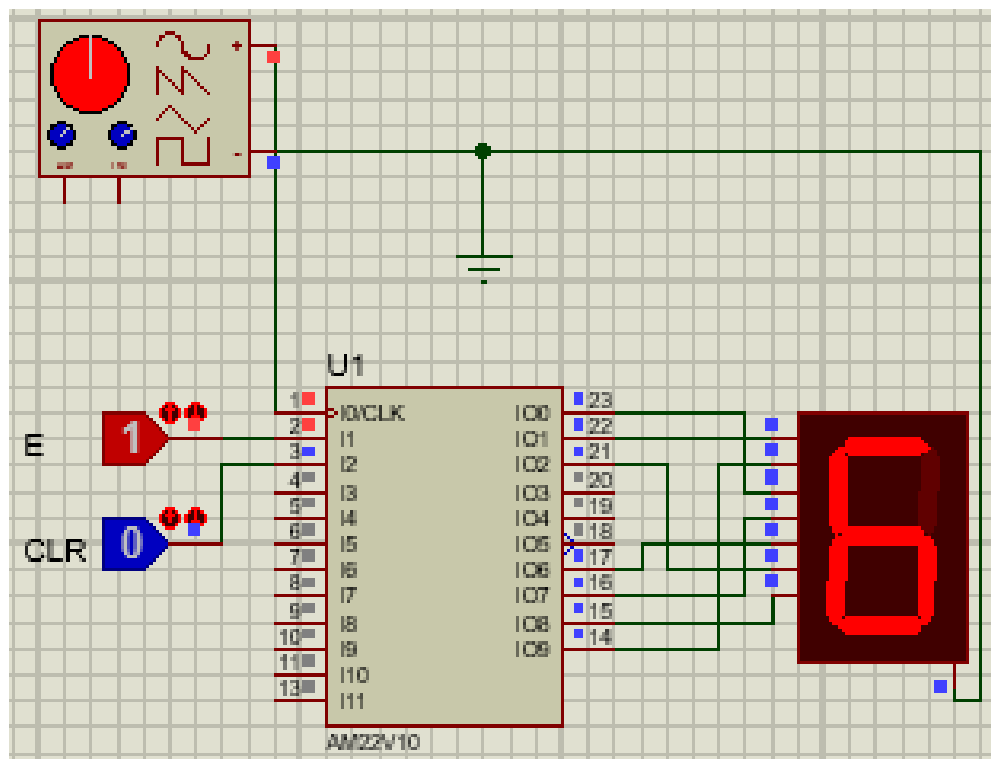 +
-
U1
E
1
CLR
0
1 I0/CLK
2 I1
3 I2
4 I3
5 I4
6 I5
7 I6
8 I7
9 I8
10 I9
11 I10
13 I11
IO0 23
IO1 22
IO2 21
IO3 20
IO4 19
IO5 18
IO6 17
IO7 16
IO8 15
IO9 14
6
AM22V10